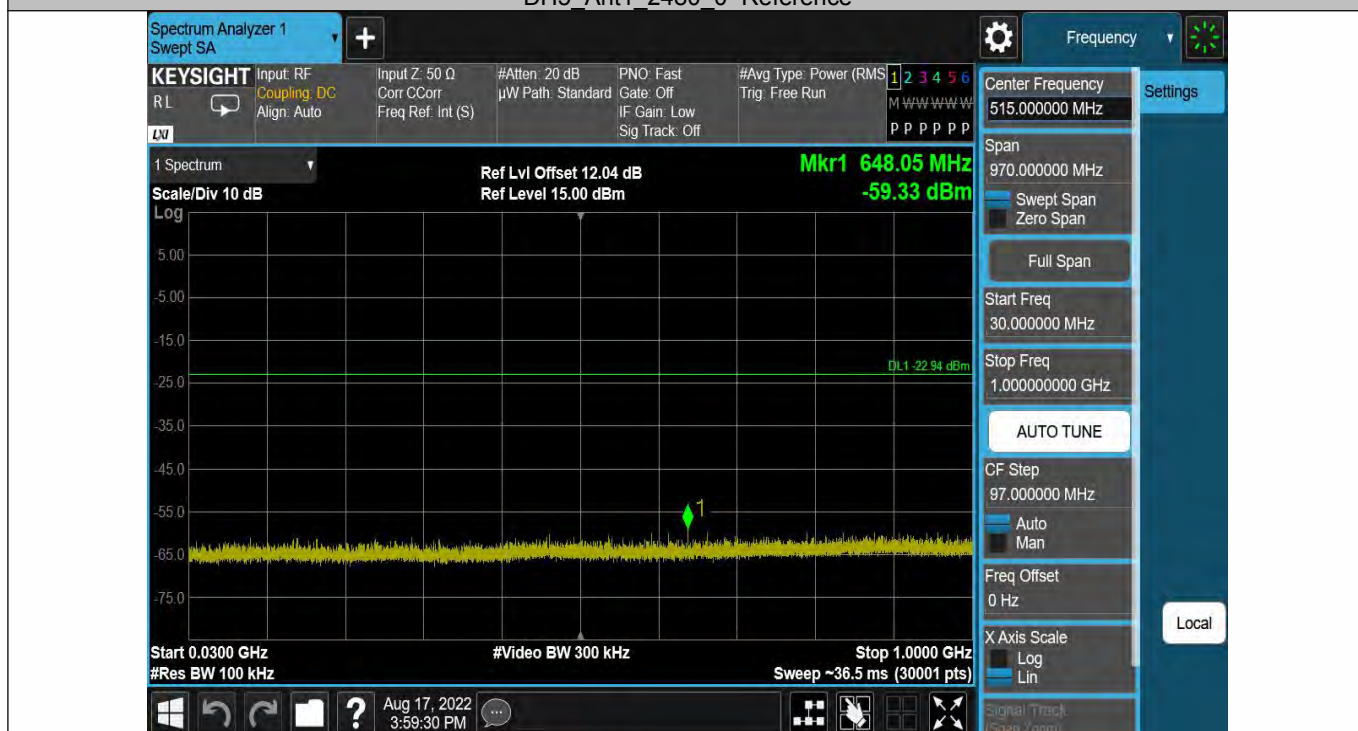 DH5_Ant1_2480_0~Reference
Spectrum Analyzer 1
Swept SA
Frequency
KEYSIGHT
RL
LXI
Input: RF
Coupling: DC
Align: Auto
Input Z: 50 Ω
Corr CCorr
Freq Ref: Int (S)
#Atten: 20 dB
µW Path: Standard
PNO: Fast
Gate: Off
IF Gain: Low
Sig Track: Off
#Avg Type: Power (RMS
Trig: Free Run
1 2 3 4 5 6
M W W W W W
P P P P P P
1 Spectrum
Scale/Div 10 dB
Ref Lvl Offset 12.04 dB
Ref Level 15.00 dBm
Mkr1 648.05 MHz
-59.33 dBm
Log
5.00
-5.00
-15.0
DL1 -22.94 dBm
-25.0
-35.0
-45.0
-55.0
1
-65.0
-75.0
Start 0.0300 GHz
#Res BW 100 kHz
#Video BW 300 kHz
Stop 1.0000 GHz
Sweep ~36.5 ms (30001 pts)
Center Frequency
515.000000 MHz
Settings
Span
970.000000 MHz
Swept Span
Zero Span
Full Span
Start Freq
30.000000 MHz
Stop Freq
1.000000000 GHz
AUTO TUNE
CF Step
97.000000 MHz
Auto
Man
Freq Offset
0 Hz
X Axis Scale
Log
Lin
Local
Signal Track
(Span Zoom)
Aug 17, 2022
3:59:30 PM